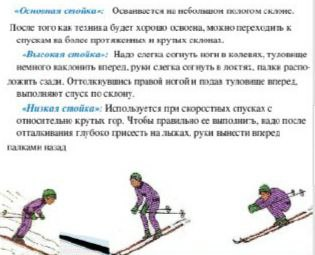 «Основная стойка»: Осваивается на небольшом пологом склоне.
После того как техника будет хорошо освоена, можно переходить к
спускам на более протяженных и крутых склонах.
«Высокая стойка»: Надо слегка согнуть ноги в коленях, туловище
немного наклонить вперед, руки слегка согнуть в локтях, палки распо-
ложить сзади. Оттолкнувшись правой ногой и подав туловище вперед,
выполняют спуск по склону.
«Низкая стойка»: Используется при скоростных спусках с
относительно крутых гор. Чтобы правильно ее выполнить, надо после
отталкивания глубоко присесть на лыжах, руки вынести вперед
палками назад